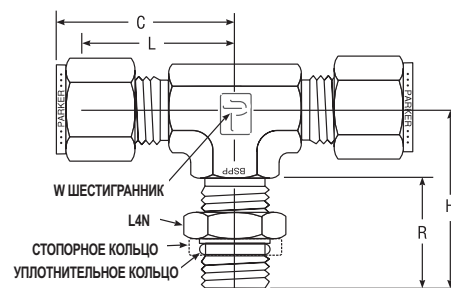 C
L
PARKER
PARKER
BSPP
W ШЕСТИГРАННИК
L4N
СТОПОРНОЕ КОЛЬЦО
УПЛОТНИТЕЛЬНОЕ КОЛЬЦО
R
H